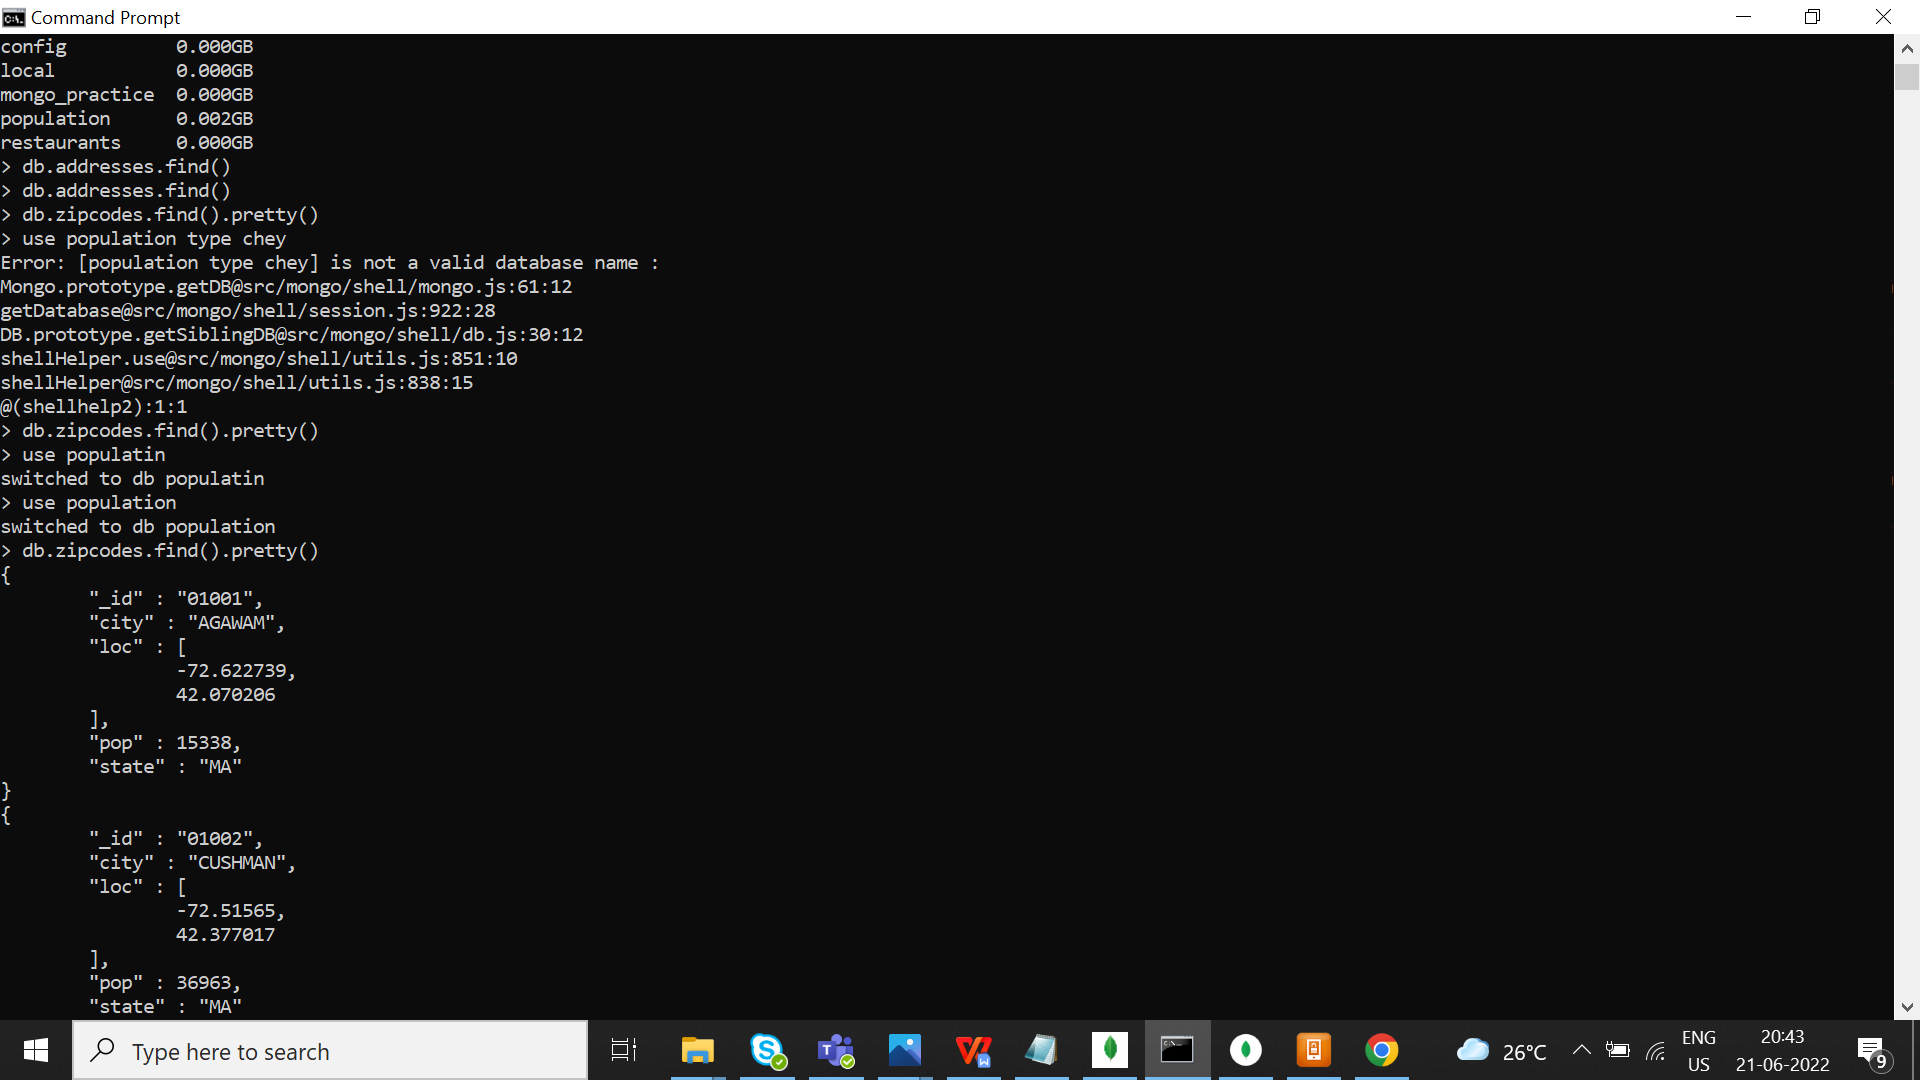 Command Prompt
config          0.000GB
local           0.000GB
mongo_practice  0.000GB
population      0.002GB
restaurants     0.000GB
> db.addresses.find()
> db.addresses.find()
> db.zipcodes.find().pretty()
> use population type chey
Error: [population type chey] is not a valid database name :
Mongo.prototype.getDB@src/mongo/shell/mongo.js:61:12
getDatabase@src/mongo/shell/session.js:922:28
DB.prototype.getSiblingDB@src/mongo/shell/db.js:30:12
shellHelper.use@src/mongo/shell/utils.js:851:10
shellHelper@src/mongo/shell/utils.js:838:15
@(shellhelp2):1:1
> db.zipcodes.find().pretty()
> use populatin
switched to db populatin
> use population
switched to db population
> db.zipcodes.find().pretty()
{
        "_id" : "01001",
        "city" : "AGAWAM",
        "loc" : [
                -72.622739,
                42.070206
        ],
        "pop" : 15338,
        "state" : "MA"
}
{
        "_id" : "01002",
        "city" : "CUSHMAN",
        "loc" : [
                -72.51565,
                42.377017
        ],
        "pop" : 36963,
        "state" : "MA"
Type here to search
26°C
ENG
US
20:43
21-06-2022
9